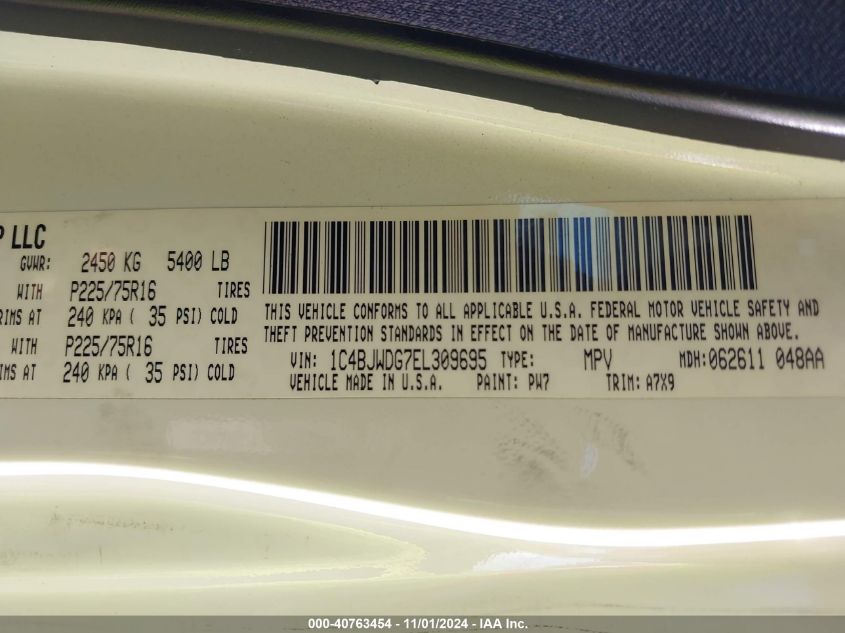 P LLC
GVWR: 2450 KG 5400 LB
WITH P225/75R16 TIRES
RIMS AT 240 KPA ( 35 PSI) COLD
WITH P225/75R16 TIRES
RIMS AT 240 KPA ( 35 PSI) COLD
THIS VEHICLE CONFORMS TO ALL APPLICABLE U.S.A. FEDERAL MOTOR VEHICLE SAFETY AND
THEFT PREVENTION STANDARDS IN EFFECT ON THE DATE OF MANUFACTURE SHOWN ABOVE.
VIN: 1C4BJWDG7EL309695 TYPE: MPV MDH:062611 048AA
VEHICLE MADE IN U.S.A. PAINT: PW7 TRIM: A7X9
000-40763454 - 11/01/2024 - IAA Inc.